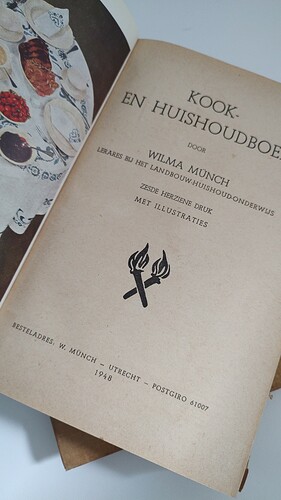 KOOK-
EN HUISHOUDBOE
DOOR
WILMA MÜNCH
LERARES BIJ HET LANDBOUW-HUISHOUDONDERWIJS
ZESDE HERZIENE DRUK
MET ILLUSTRATIES
BESTELADRES: W. MÜNCH – UTRECHT – POSTGIRO 61007
1948